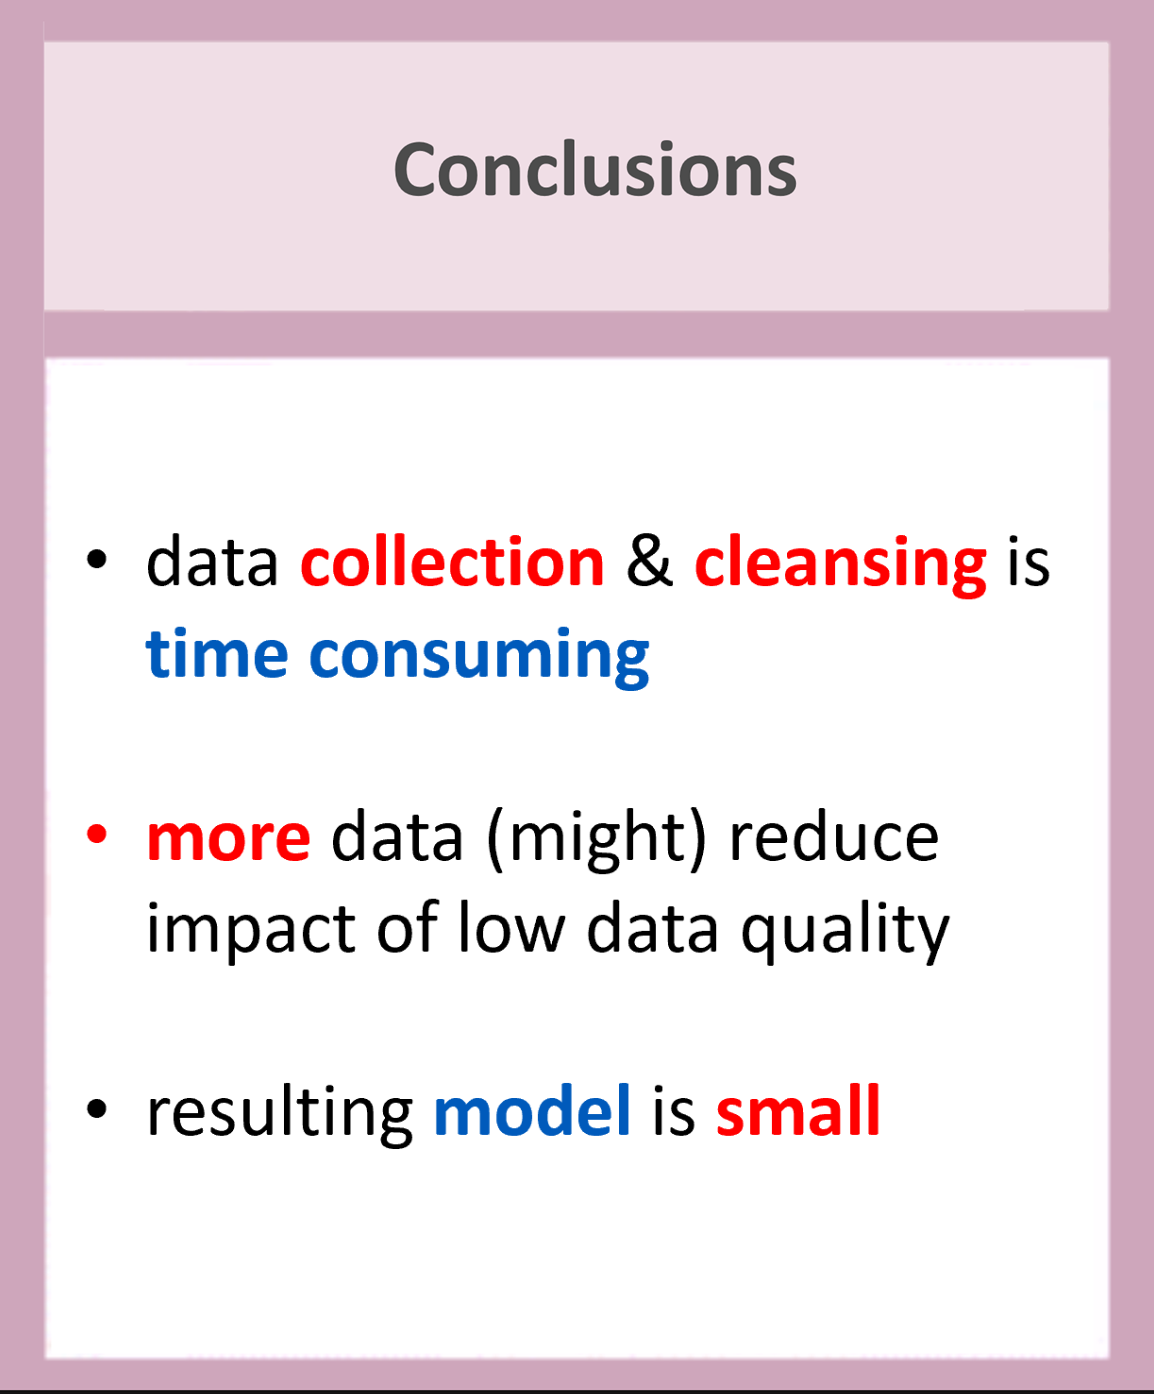 Conclusions
• data collection & cleansing is
time consuming
• more data (might) reduce
impact of low data quality
• resulting model is small